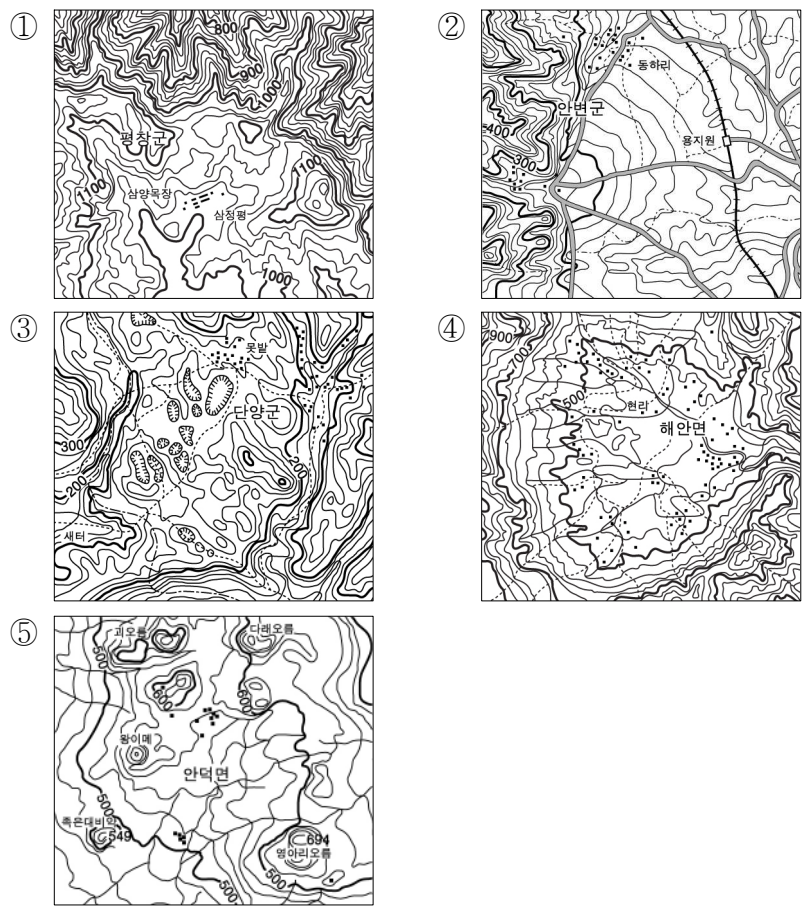 ①
800
900
1000
평창군
1100
1100
삼양목장
삼정평
1000
②
동하리
안변군
400
용지원
300
③
못발
단양군
300
200
200
새터
④
900
700
500
현리
해안면
⑤
괴오름
다래오름
500
600
600
왕이메
안덕면
500
족은대비악
549
694
영아리오름
500
500